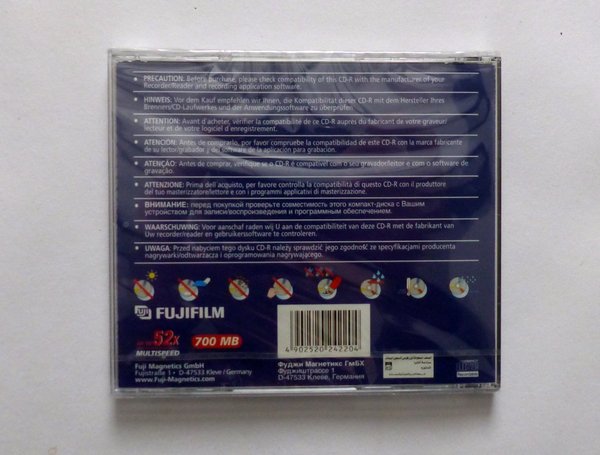 • PRECAUTION: Before purchase, please check compatibility of this CD-R with the manufacturer of your
Recorder/Reader and recording application software.
• HINWEIS: Vor dem Kauf empfehlen wir Ihnen, die Kompatibilität dieser CD-R mit dem Hersteller Ihres
Brenners/CD-Laufwerkes und der Anwendungssoftware zu überprüfen.
• ATTENTION: Avant d'acheter, vérifier la compatibilité de ce CD-R auprès du fabricant de votre graveur/
lecteur et de votre logiciel d'enregistrement.
• ATENCIÓN: Antes de comprarlo, por favor compruebe la compatibilidad de este CD-R con la marca fabricante
de su lector/grabador y del software de la aplicación para grabación.
• ATENÇÃO: Antes de comprar, verifique se o CD-R é compatível com o seu gravador/leitor e com o software de
gravação.
• ATTENZIONE: Prima dell acquisto, per favore controlla la compatibilità di questo CD-R con il produttore
del tuo masterizzatore/lettore e con i programmi applicativi di masterizzazione.
• ВНИМАНИЕ: перед покупкой проверьте совместимость этого компакт-диска с Вашим
устройством для записи/воспроизведения и программным обеспечением.
• WAARSCHUWING: Voor aanschaf raden wij U aan de compatibiliteit van deze CD-R met de fabrikant van
Uw recorder/reader en gebruikerssoftware te controleren.
• UWAGA: Przed nabyciem tego dysku CD-R należy sprawdzić jego zgodność ze specyfikacjami producenta
nagrywarki/odtwarzacza i oprogramowania nagrywającego.
FUJI FUJIFILM
52x 700 MB
MULTISPEED
4 902520 242204
Fuji Magnetics GmbH
Fujistraße 1 • D-47533 Kleve / Germany
www.Fuji-Magnetics.com
Фуджи Магнетикс ГмБХ
Фуджиштрассе 1
D-47533 Клеве, Германия